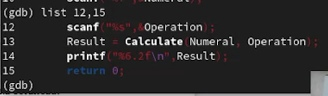 (gdb) list 12,15
12 scanf("%s",&Operation);
13 Result = Calculate(Numeral, Operation);
14 printf("%6.2f\n",Result);
15 return 0;
(gdb)